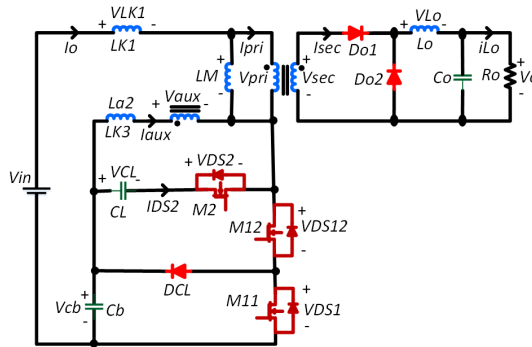 VLK1
+ -
Io
LK1
Ipri
+
LM
Vpri
-
+
Vsec
-
Isec
Do1
Do2
VLo
+ -
Lo
iLo
Co
Ro
+
-
La2
LK3
Iaux
Vaux
+ -
VCL
+ -
CL
IDS2
VDS2
+ -
M2
M12
+
VDS12
-
Vin
+
-
DCL
M11
+
VDS1
-
Vcb
+
-
Cb